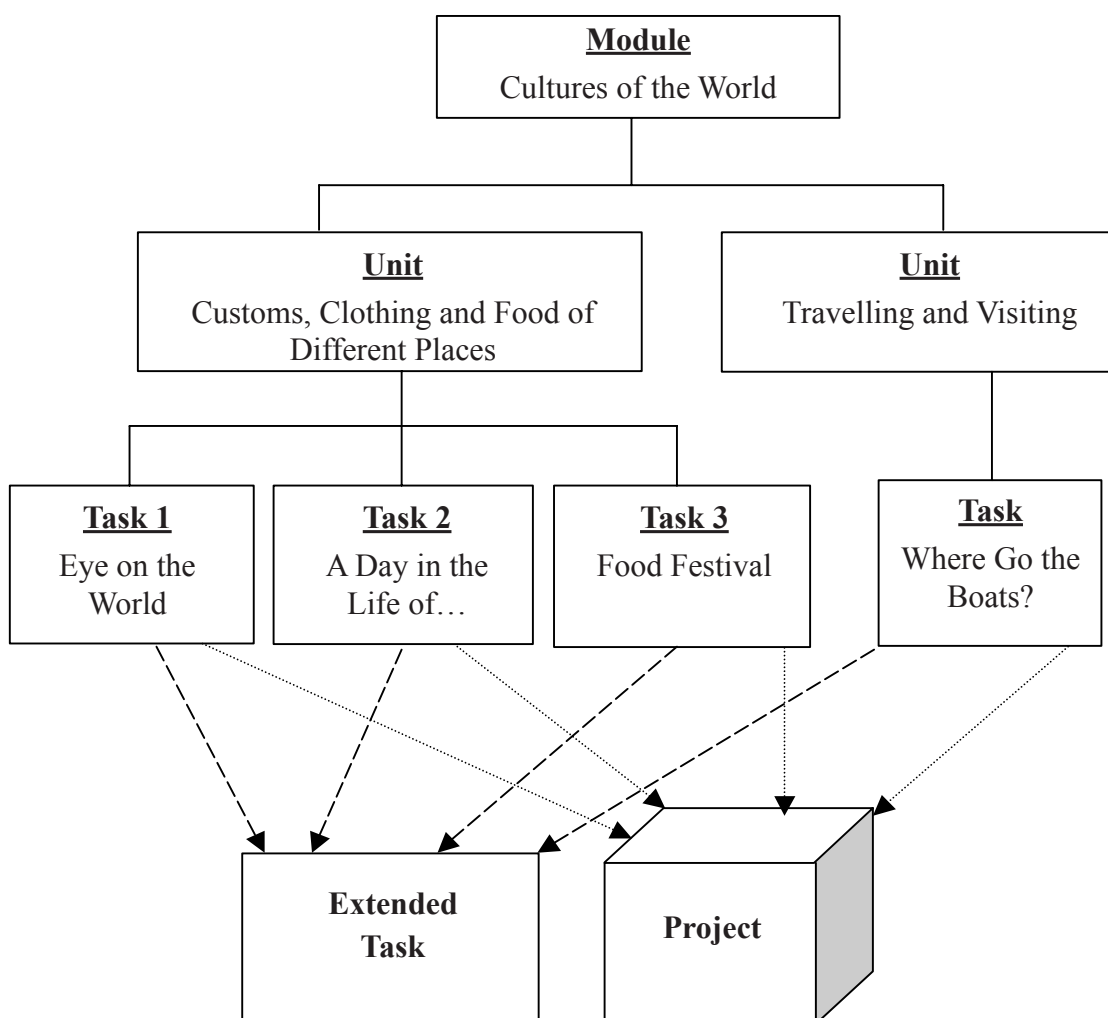 Module
Cultures of the World
Unit
Customs, Clothing and Food of
Different Places
Unit
Travelling and Visiting
Task 1
Eye on the
World
Task 2
A Day in the
Life of…
Task 3
Food Festival
Task
Where Go the
Boats?
Extended
Task
Project